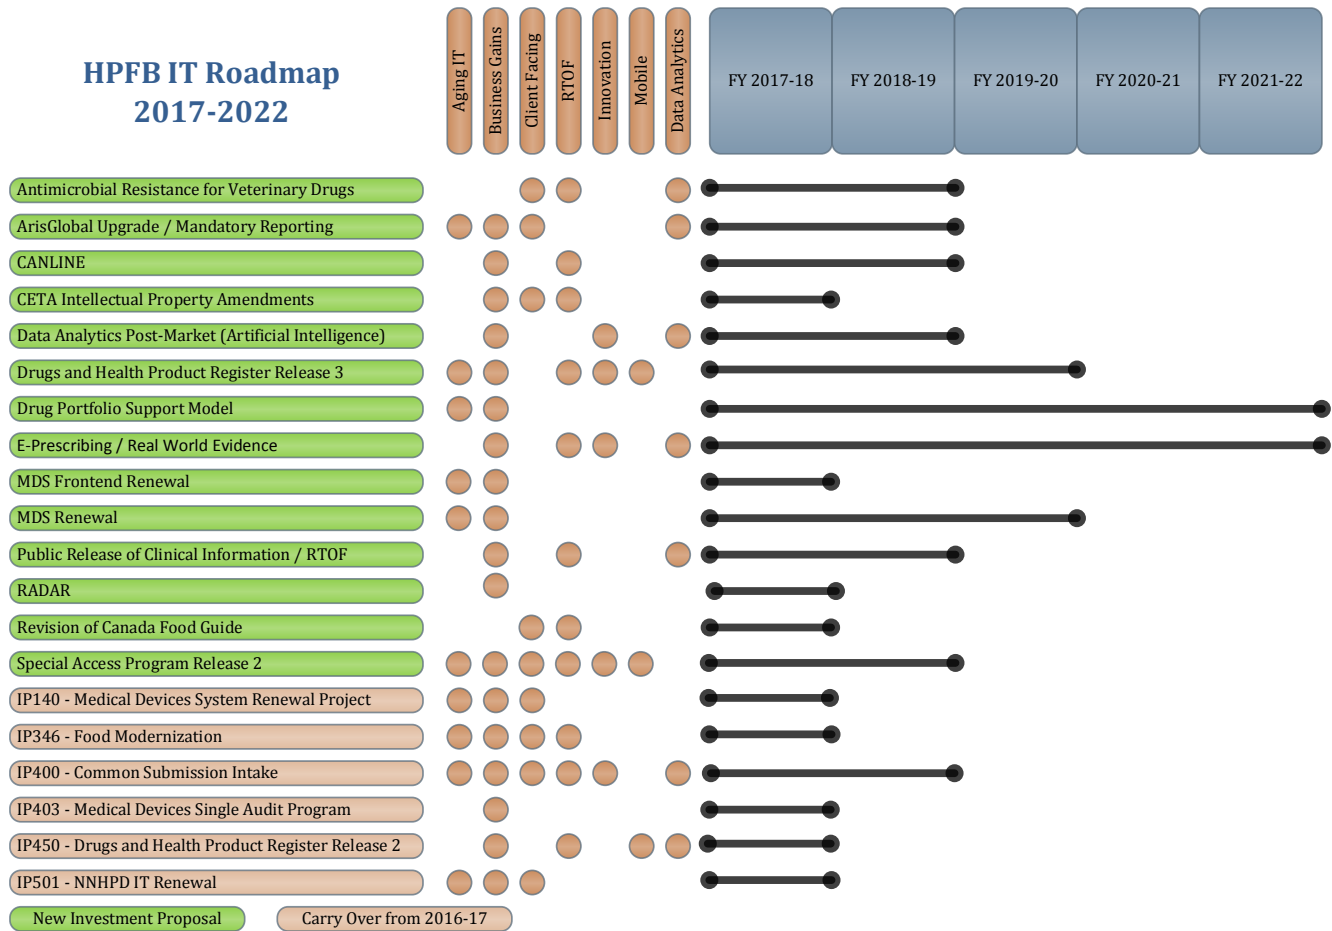 HPFB IT Roadmap
2017-2022
Aging IT
Business Gains
Client Facing
RTOF
Innovation
Mobile
Data Analytics
FY 2017-18
FY 2018-19
FY 2019-20
FY 2020-21
FY 2021-22
Antimicrobial Resistance for Veterinary Drugs
ArisGlobal Upgrade / Mandatory Reporting
CANLINE
CETA Intellectual Property Amendments
Data Analytics Post-Market (Artificial Intelligence)
Drugs and Health Product Register Release 3
Drug Portfolio Support Model
E-Prescribing / Real World Evidence
MDS Frontend Renewal
MDS Renewal
Public Release of Clinical Information / RTOF
RADAR
Revision of Canada Food Guide
Special Access Program Release 2
IP140 - Medical Devices System Renewal Project
IP346 - Food Modernization
IP400 - Common Submission Intake
IP403 - Medical Devices Single Audit Program
IP450 - Drugs and Health Product Register Release 2
IP501 - NNHPD IT Renewal
New Investment Proposal
Carry Over from 2016-17